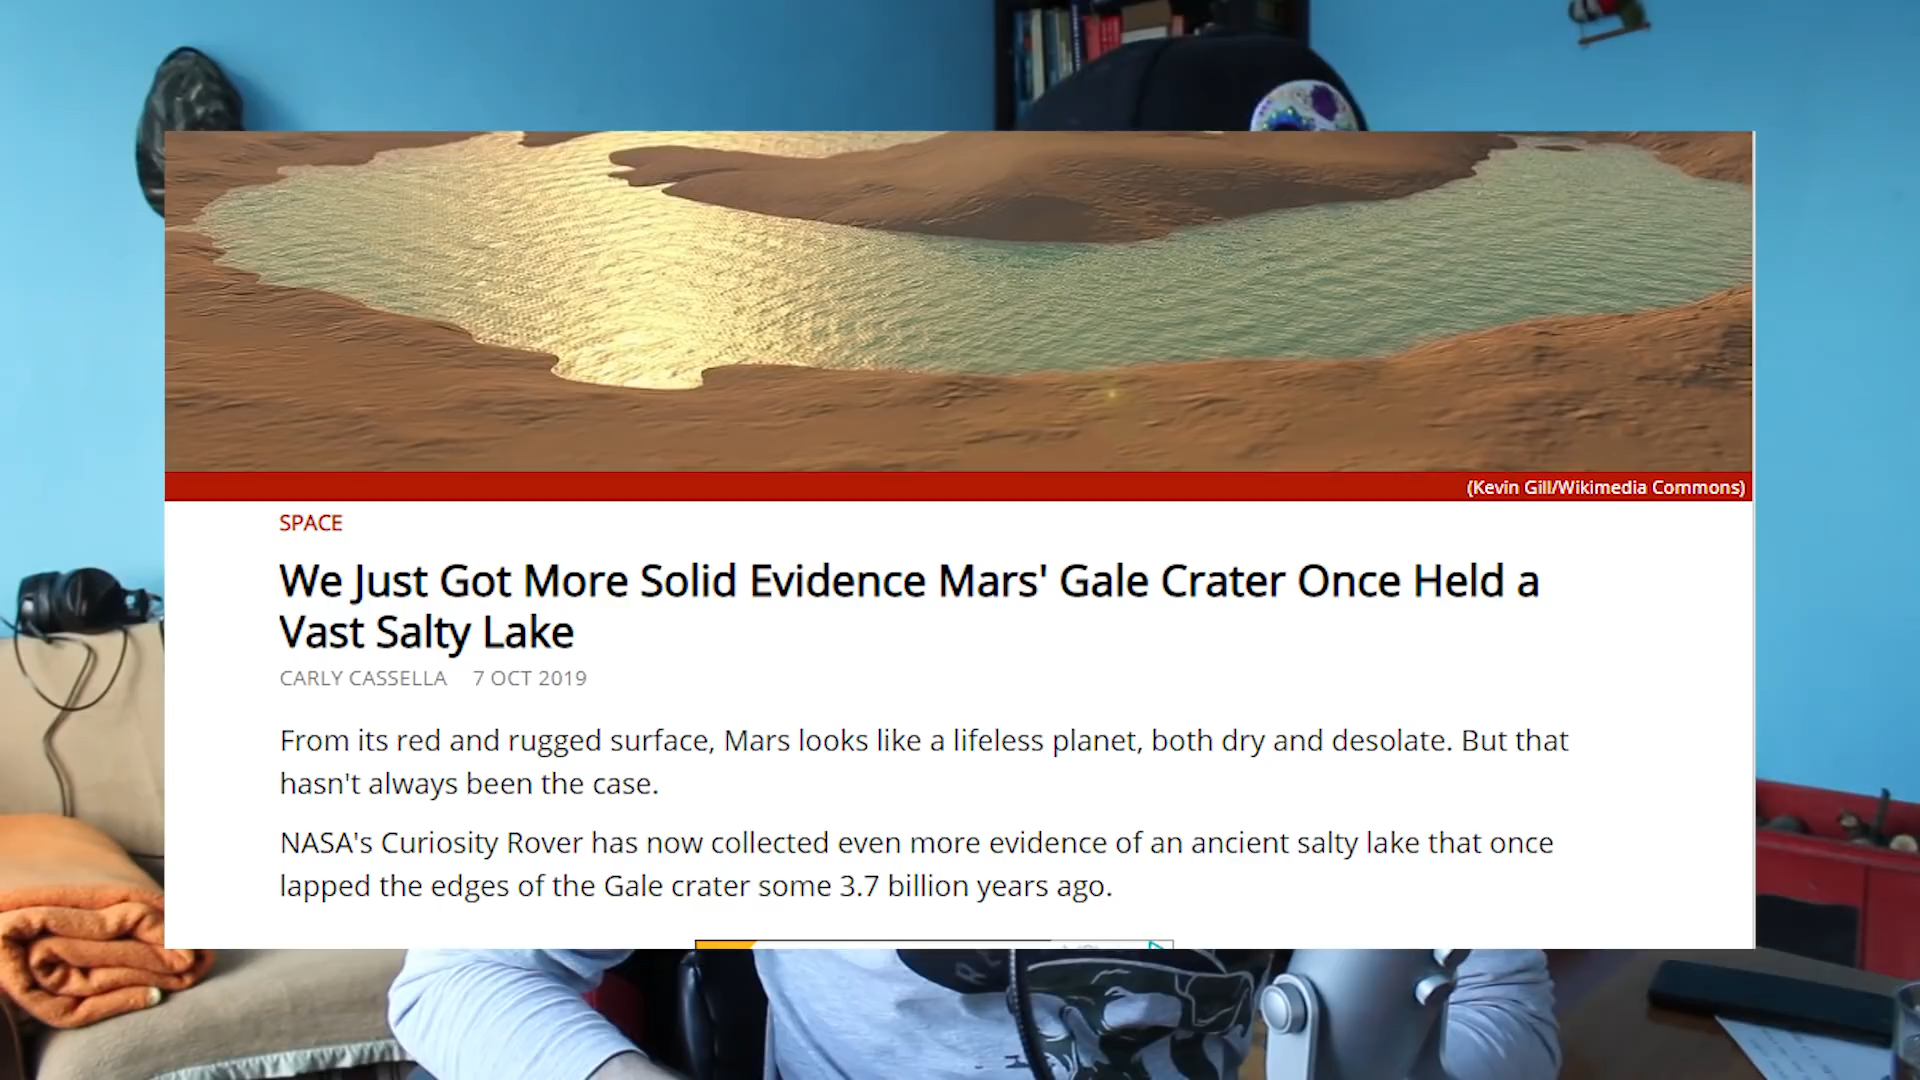 (Kevin Gill/Wikimedia Commons)
SPACE
We Just Got More Solid Evidence Mars' Gale Crater Once Held a
Vast Salty Lake
CARLY CASSELLA 7 OCT 2019
From its red and rugged surface, Mars looks like a lifeless planet, both dry and desolate. But that
hasn't always been the case.
NASA's Curiosity Rover has now collected even more evidence of an ancient salty lake that once
lapped the edges of the Gale crater some 3.7 billion years ago.